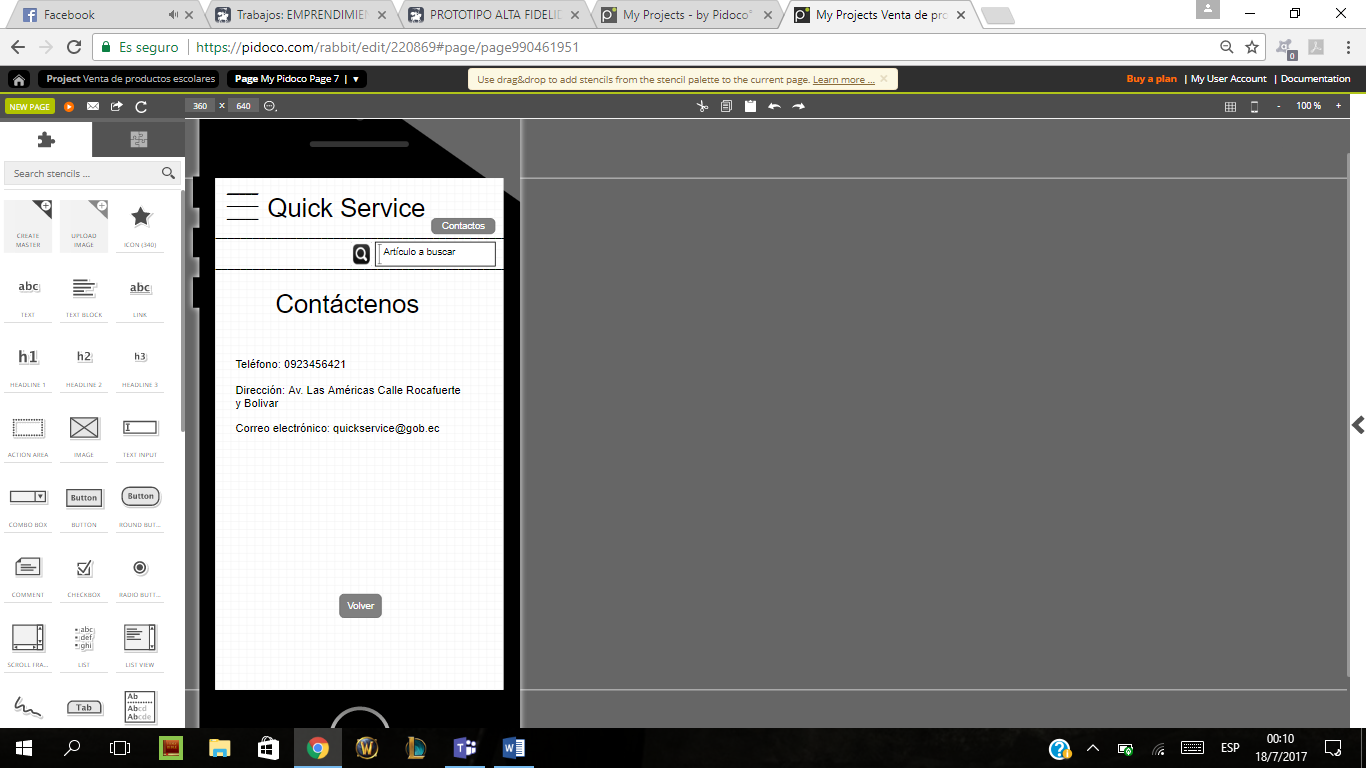 Facebook
Trabajos: EMPRENDIMIEN
PROTOTIPO ALTA FIDELID
My Projects - by Pidoco
My Projects Venta de pro
Es seguro | https://pidoco.com/rabbit/edit/220869#page/page990461951
0
Project Venta de productos escolares
Page My Pidoco Page 7 | ▼
Use drag&drop to add stencils from the stencil palette to the current page. Learn more ...
Buy a plan | My User Account | Documentation
NEW PAGE
360 x 640
- 100 % +
Search stencils ...
CREATE MASTER
UPLOAD IMAGE
ICON (340)
abc
abc
TEXT
TEXT BLOCK
LINK
h1
h2
h3
HEADLINE 1
HEADLINE 2
HEADLINE 3
ACTION AREA
IMAGE
TEXT INPUT
Button
Button
COMBO BOX
BUTTON
ROUND BUT...
COMMENT
CHECKBOX
RADIO BUTT...
abc
def
ghi
SCROLL TRA...
LIST
LIST VIEW
Tab
Ab
Abcd
Abcde
Quick Service
Contactos
Artículo a buscar
Contáctenos
Teléfono: 0923456421
Dirección: Av. Las Américas Calle Rocafuerte
y Bolivar
Correo electrónico: quickservice@gob.ec
Volver
ESP
00:10
18/7/2017